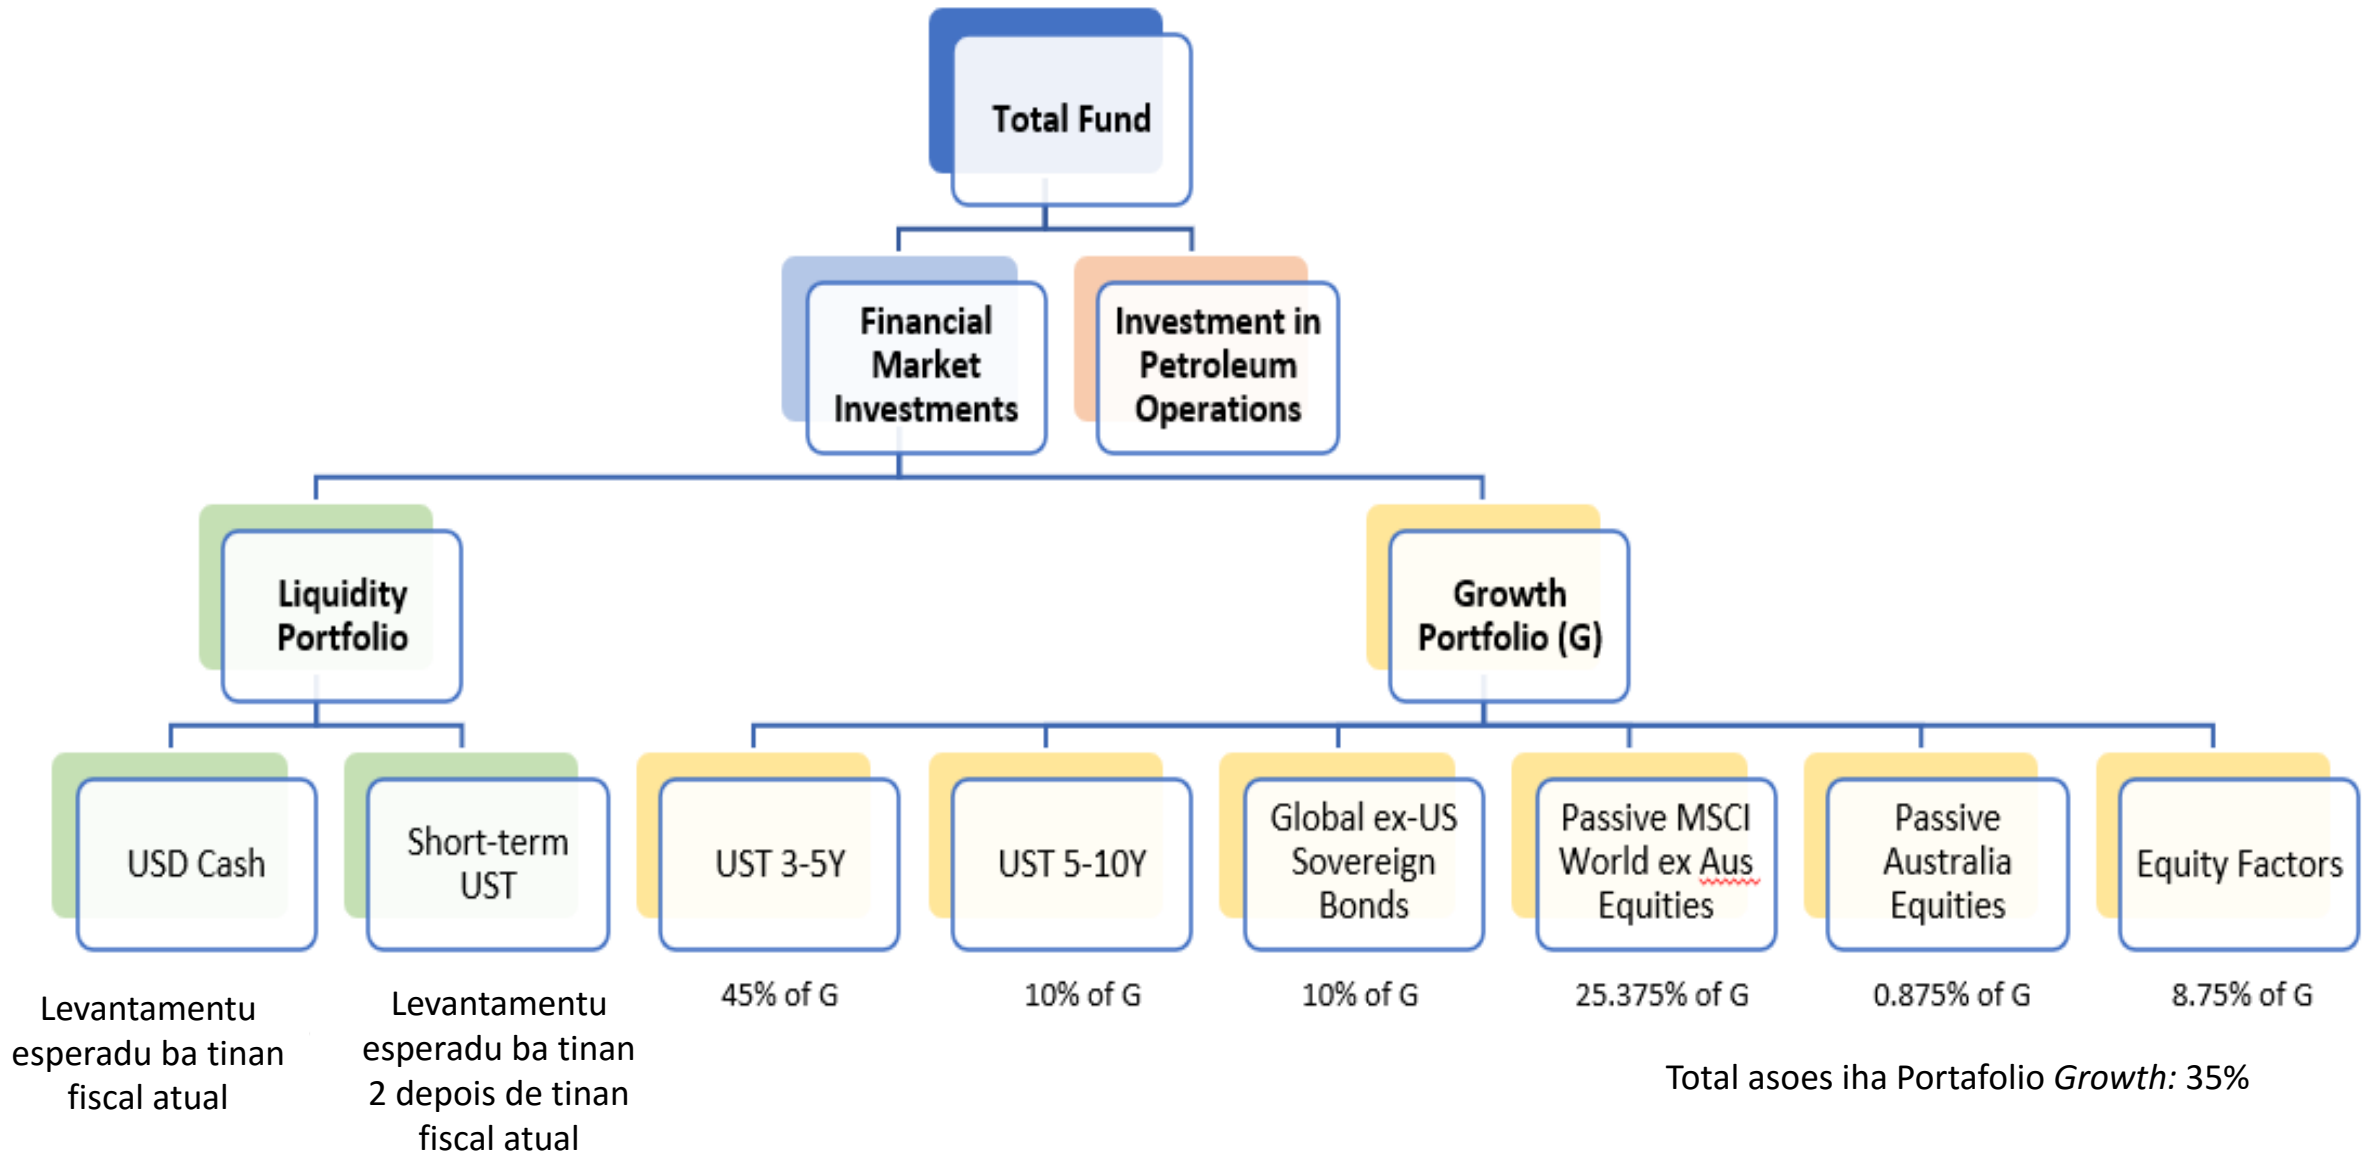 Total Fund
Financial
Market
Investments
Investment in
Petroleum
Operations
Liquidity
Portfolio
Growth
Portfolio (G)
USD Cash
Short-term
UST
UST 3-5Y
UST 5-10Y
Global ex-US
Sovereign
Bonds
Passive MSCI
World ex Aus
Equities
Passive
Australia
Equities
Equity Factors
Levantamentu
esperadu ba tinan
fiscal atual
Levantamentu
esperadu ba tinan
2 depois de tinan
fiscal atual
45% of G
10% of G
10% of G
25.375% of G
0.875% of G
8.75% of G
Total asoes iha Portafolio Growth: 35%